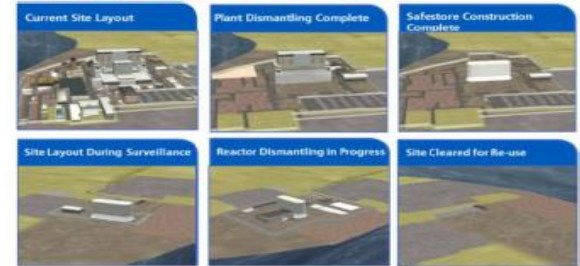 Current Site Layout
Plant Dismantling Complete
Safestore Construction
Complete
Site Layout During Surveillance
Reactor Dismantling In Progress
Site Cleared for Re-use